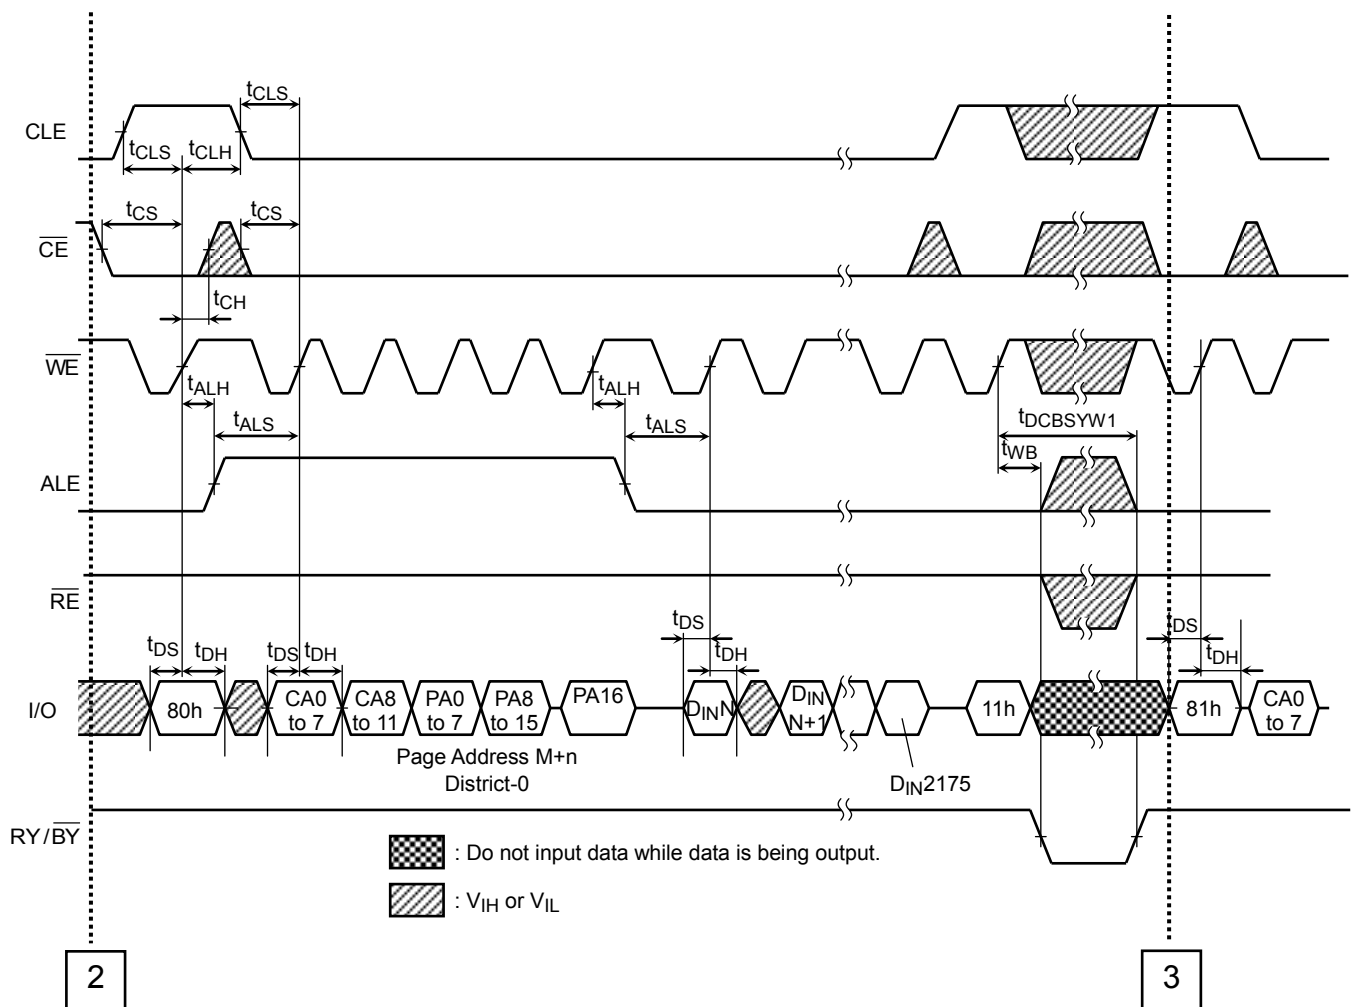 tCLS
CLE
tCLS tCLH
tCS tCS
CE
tCH
WE
tALH tALH
tALS tALS tDCBSYW1
tWB
ALE
RE
tDS tDH tDS tDH tDS tDH DS tDH
I/O 80h CA0 to 7 CA8 to 11 PA0 to 7 PA8 to 15 PA16 DINN DIN N+1 11h 81h CA0 to 7
Page Address M+n
District-0
DIN2175
RY/BY
: Do not input data while data is being output.
: VIH or VIL
2 3